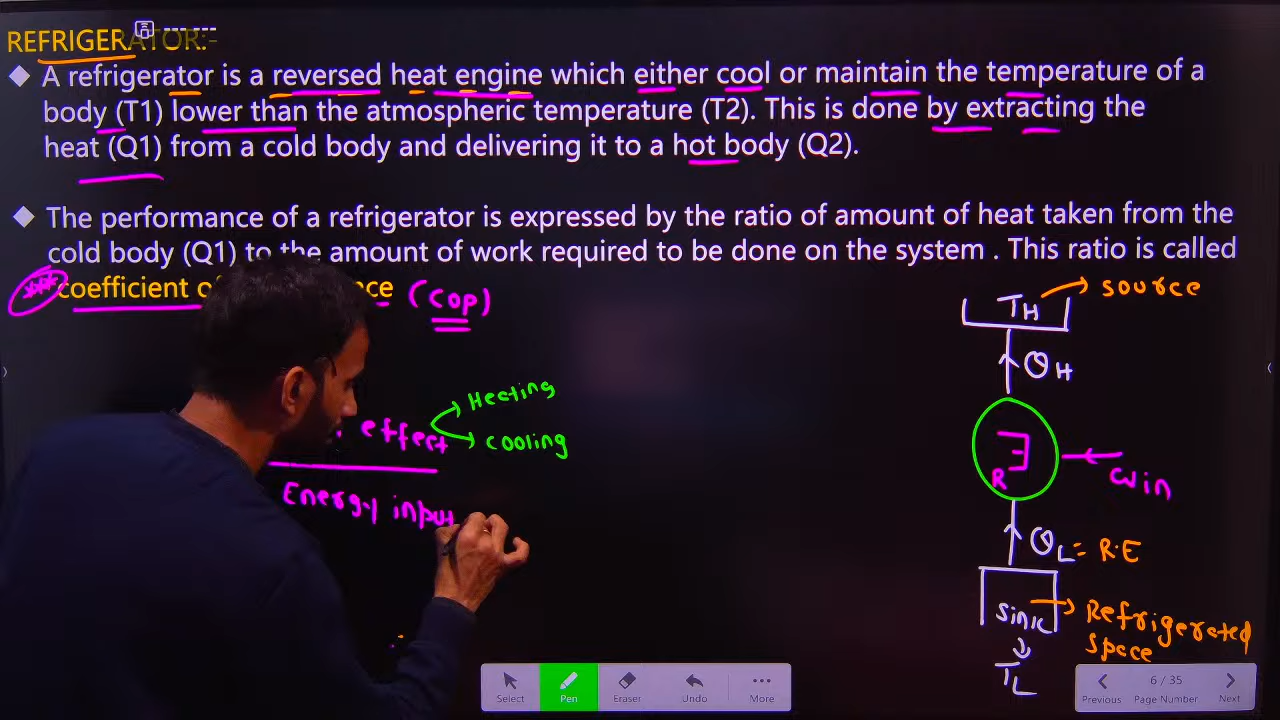 REFRIGERATOR:-
A refrigerator is a reversed heat engine which either cool or maintain the temperature of a
body (T1) lower than the atmospheric temperature (T2). This is done by extracting the
heat (Q1) from a cold body and delivering it to a hot body (Q2).
The performance of a refrigerator is expressed by the ratio of amount of heat taken from the
cold body (Q1) to the amount of work required to be done on the system . This ratio is called
coefficient (COP)
effect
Heating
cooling
Energy input
TH
source
QH
R
E
Win
QL = R.E
Sink
Refrigerated
space
TL
Select Pen Eraser Undo More
6 / 35
Previous Page Number Next